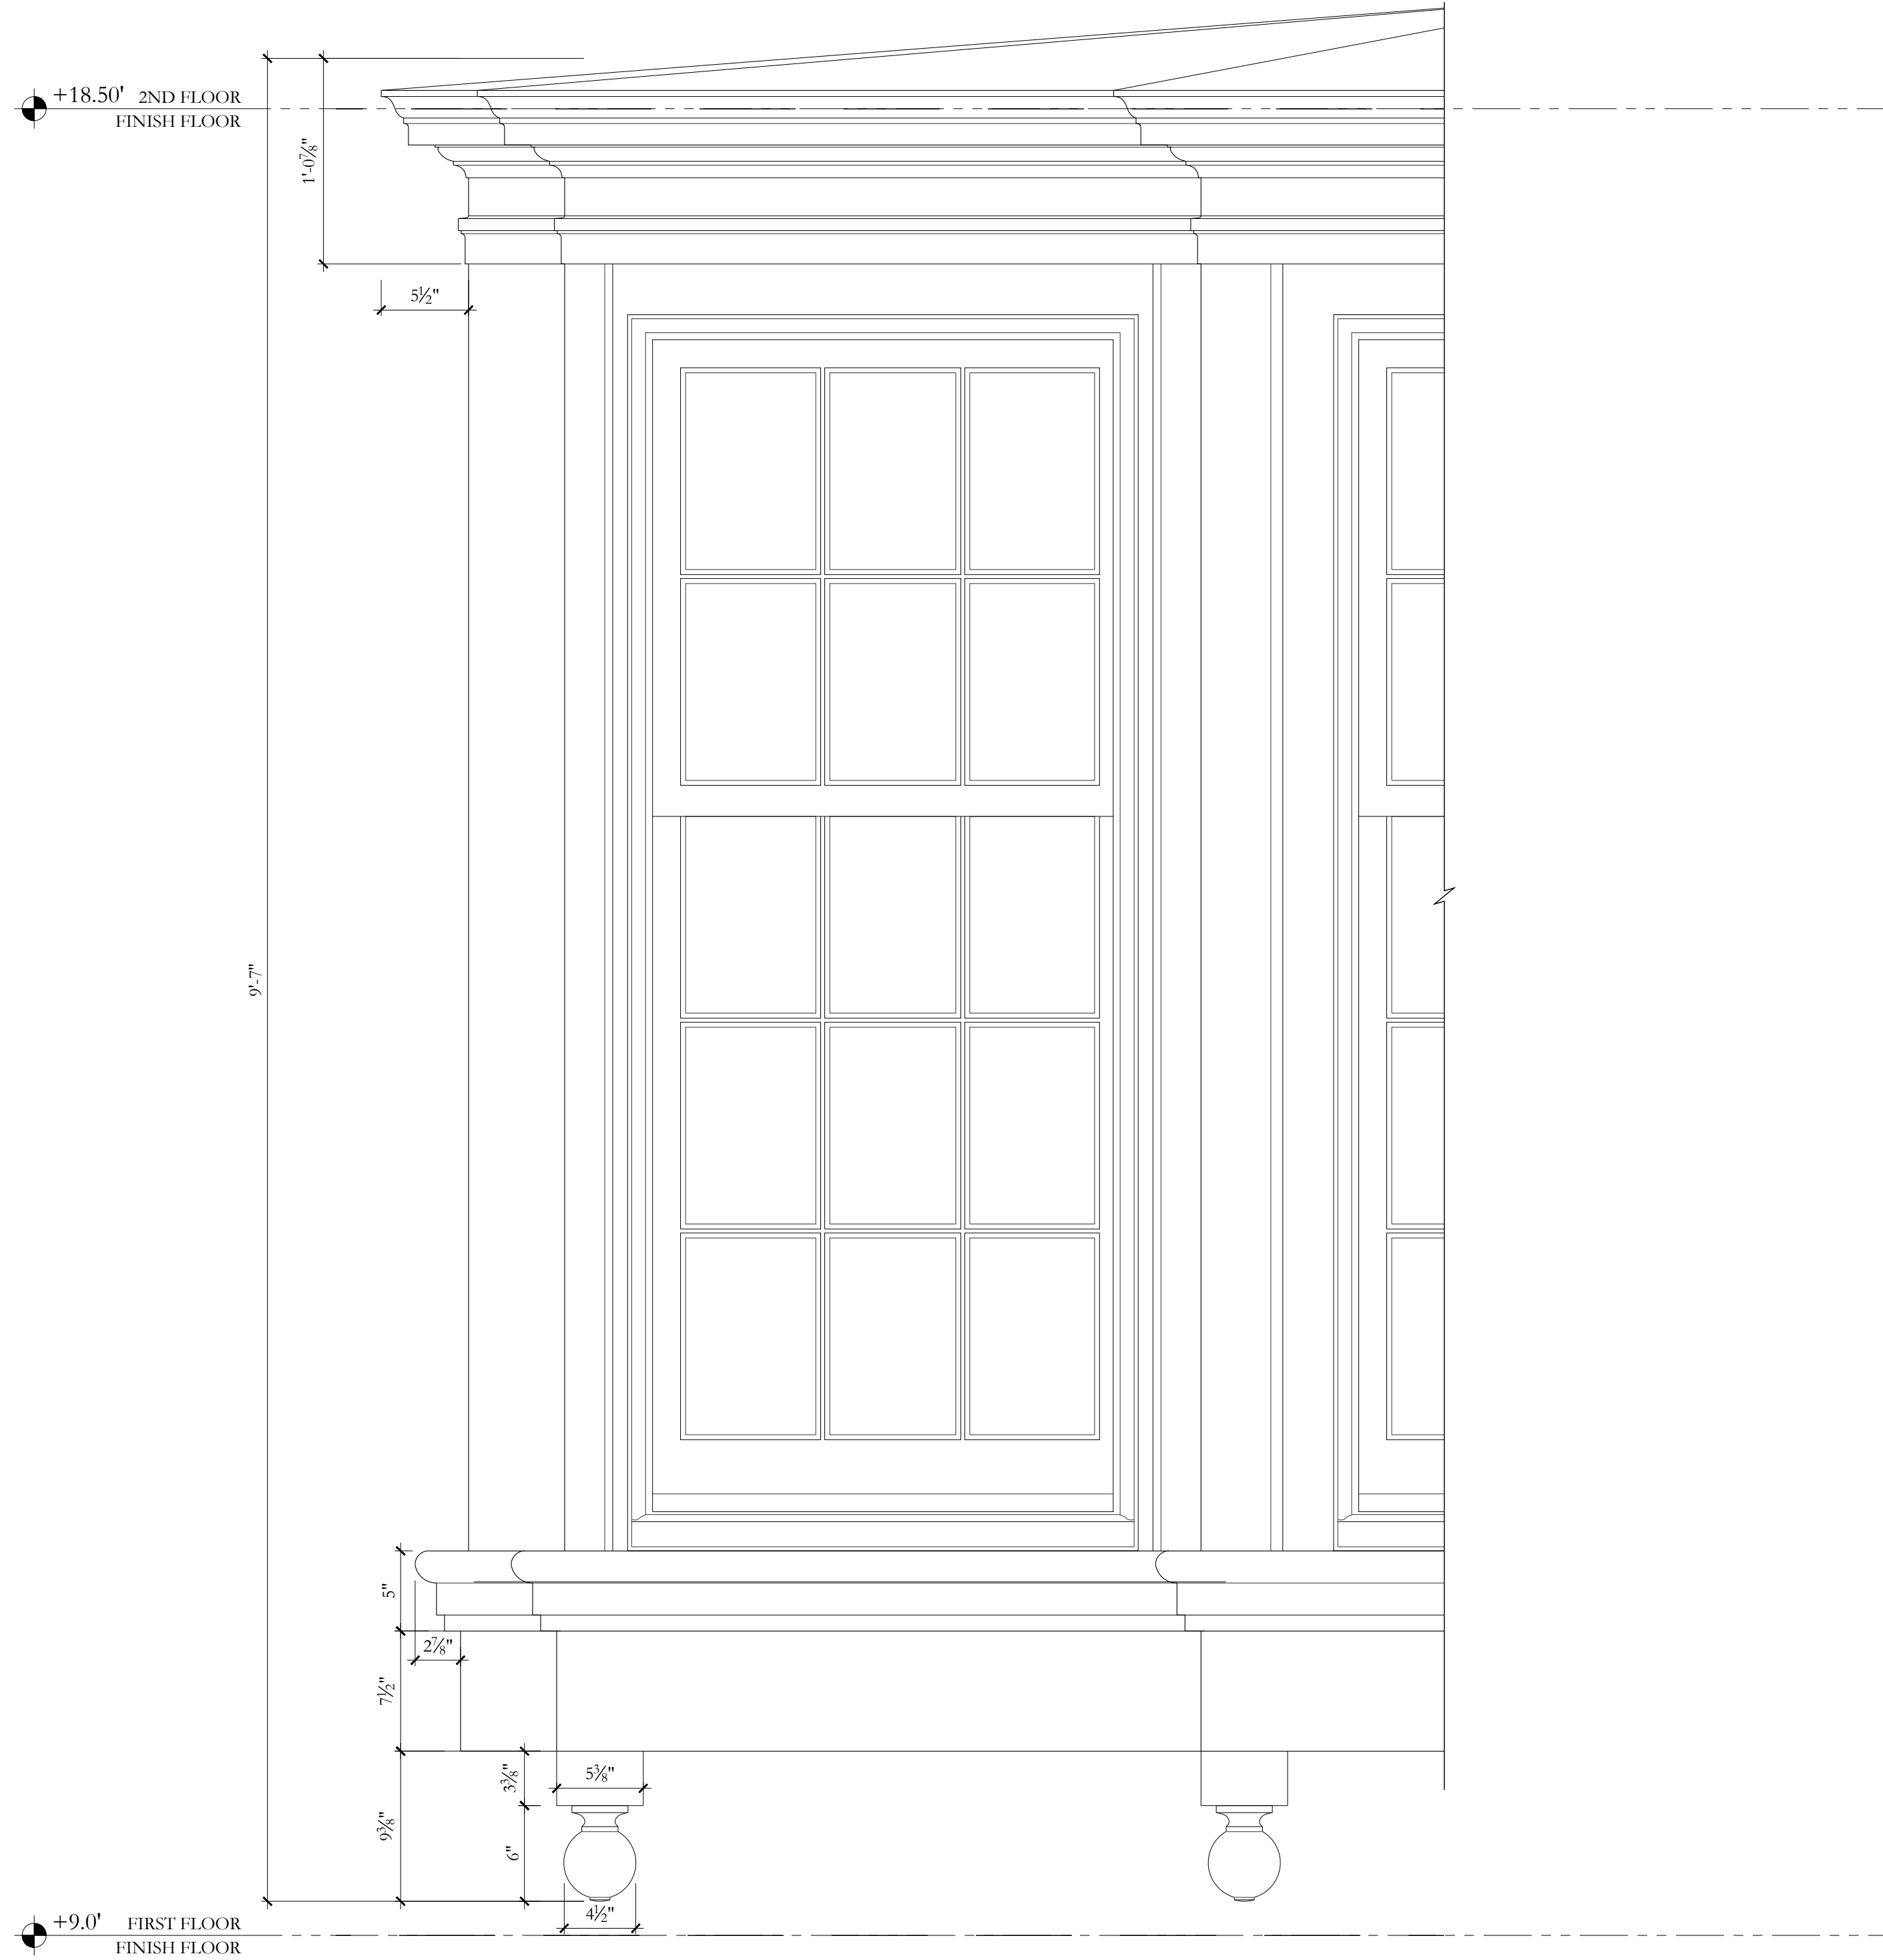 +18.50' 2ND FLOOR
FINISH FLOOR
1'-0⅞"
5½"
9'-7"
5"
2⅞"
7½"
3⅜"
5⅜"
9⅜"
6"
4½"
+9.0' FIRST FLOOR
FINISH FLOOR